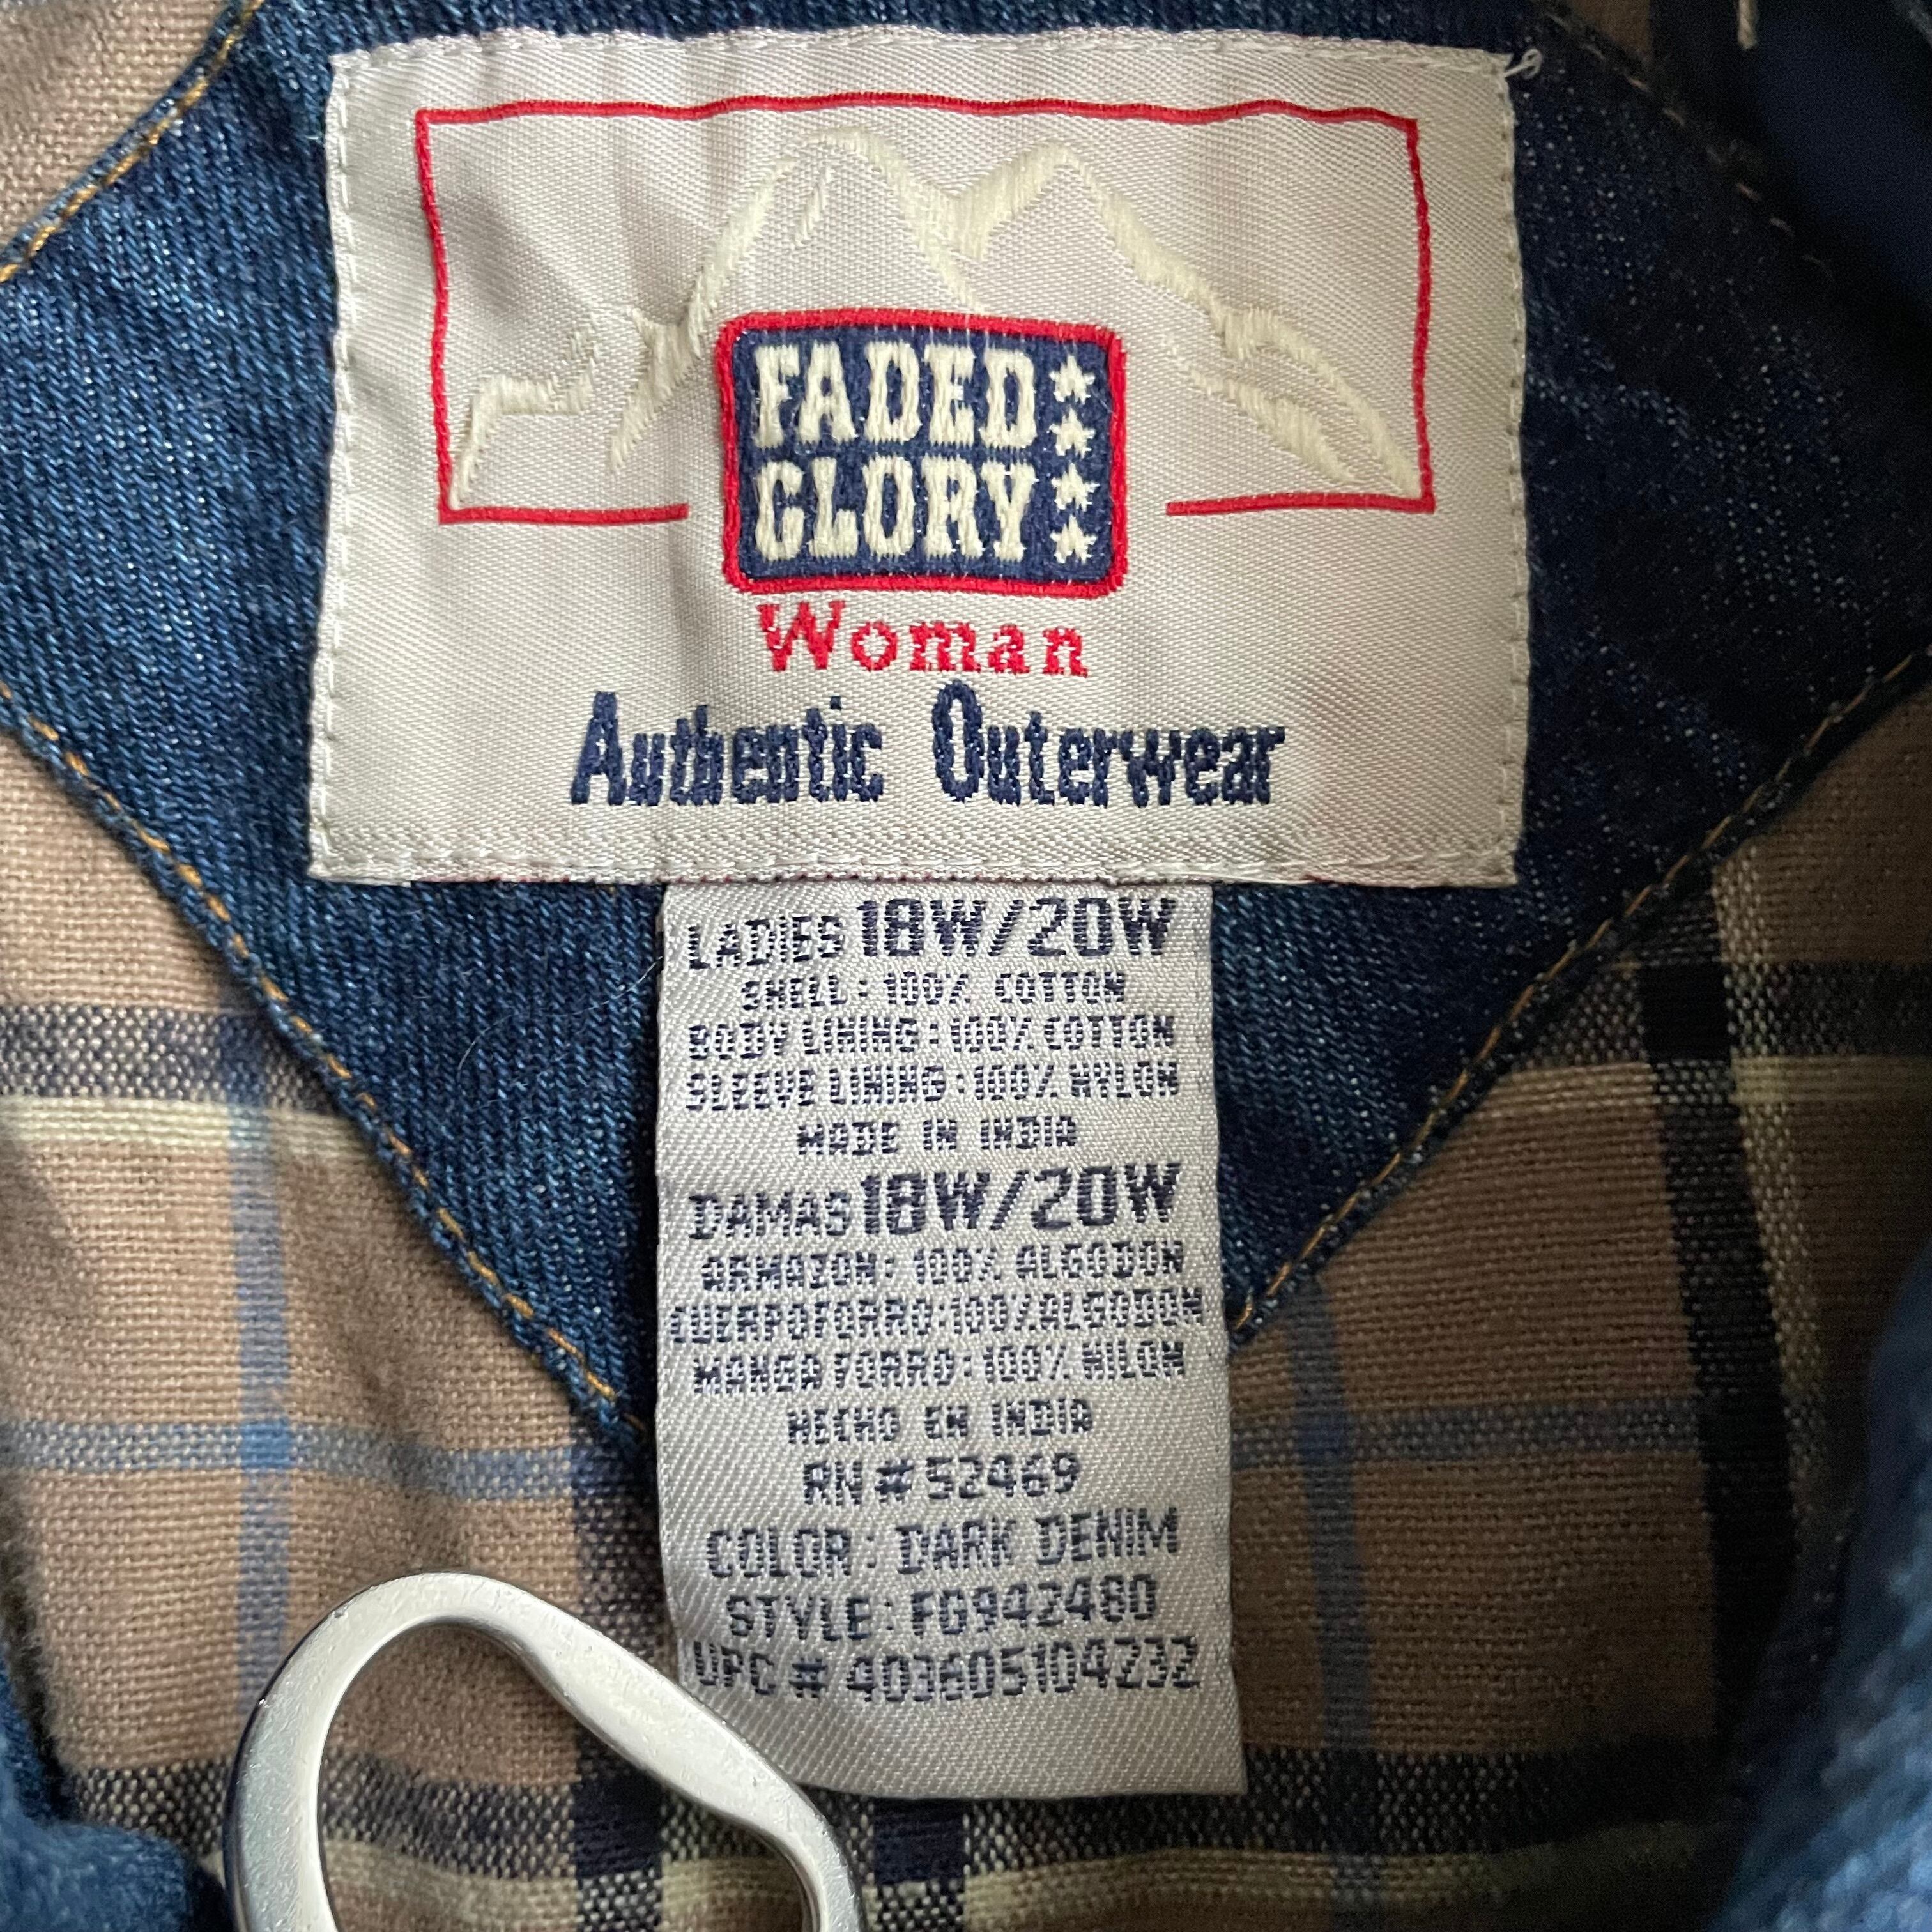 FADED
GLORY
Woman
Authentic Outerwear
LADIES 18W/20W
SHELL: 100% COTTON
BODY LINING: 100% COTTON
SLEEVE LINING: 100% NYLON
MADE IN INDIA
DAMAS 18W/20W
ARMAZON: 100% ALGODON
CUERPO FORRO: 100% ALGODON
MANGA FORRO: 100% NILON
HECHO EN INDIA
RN # 52469
COLOR: DARK DENIM
STYLE: FG942480
UPC # 403605104232